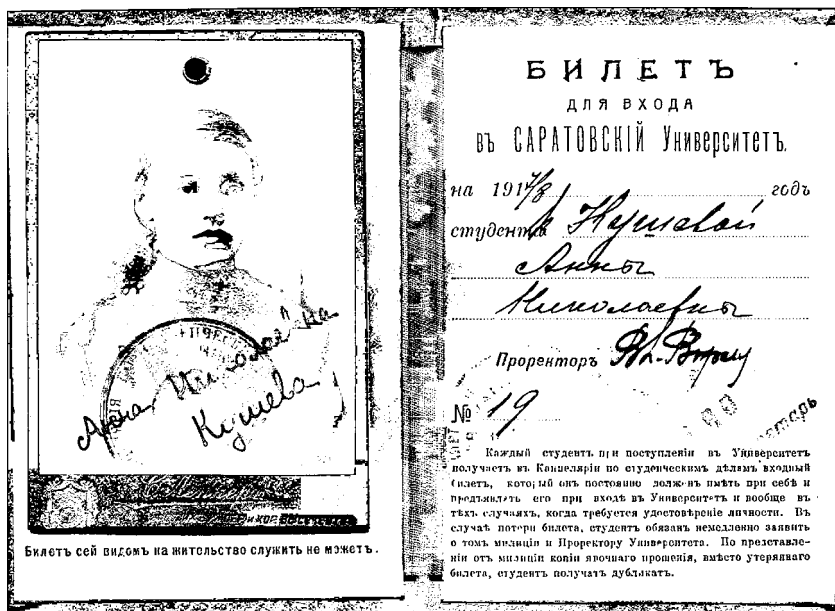 Анна Николаевна
Кушева
Билетъ сей видомъ на жительство служить не можетъ.
БИЛЕТЪ
ДЛЯ ВХОДА
въ САРАТОВСКІЙ Университетъ.
на 1917/8 годъ
студент
Кушевой
Анны
Николаевны
Проректоръ
№ 19
Каждый студентъ при поступленіи въ Университетъ
получаетъ въ Канцеляріи по студенческимъ дѣламъ входный
билетъ, который онъ постоянно долженъ имѣть при себѣ и
предъявлять его при входѣ въ Университетъ и вообще въ
тѣхъ случаяхъ, когда требуется удостовѣреніе личности. Въ
случаѣ потери билета, студентъ обязанъ немедленно заявить
о томъ милиціи и Проректору Университета. По представле-
ніи отъ милиціи копіи явочнаго прошенія, вмѣсто утеряннаго
билета, студентъ получатъ дубликатъ.